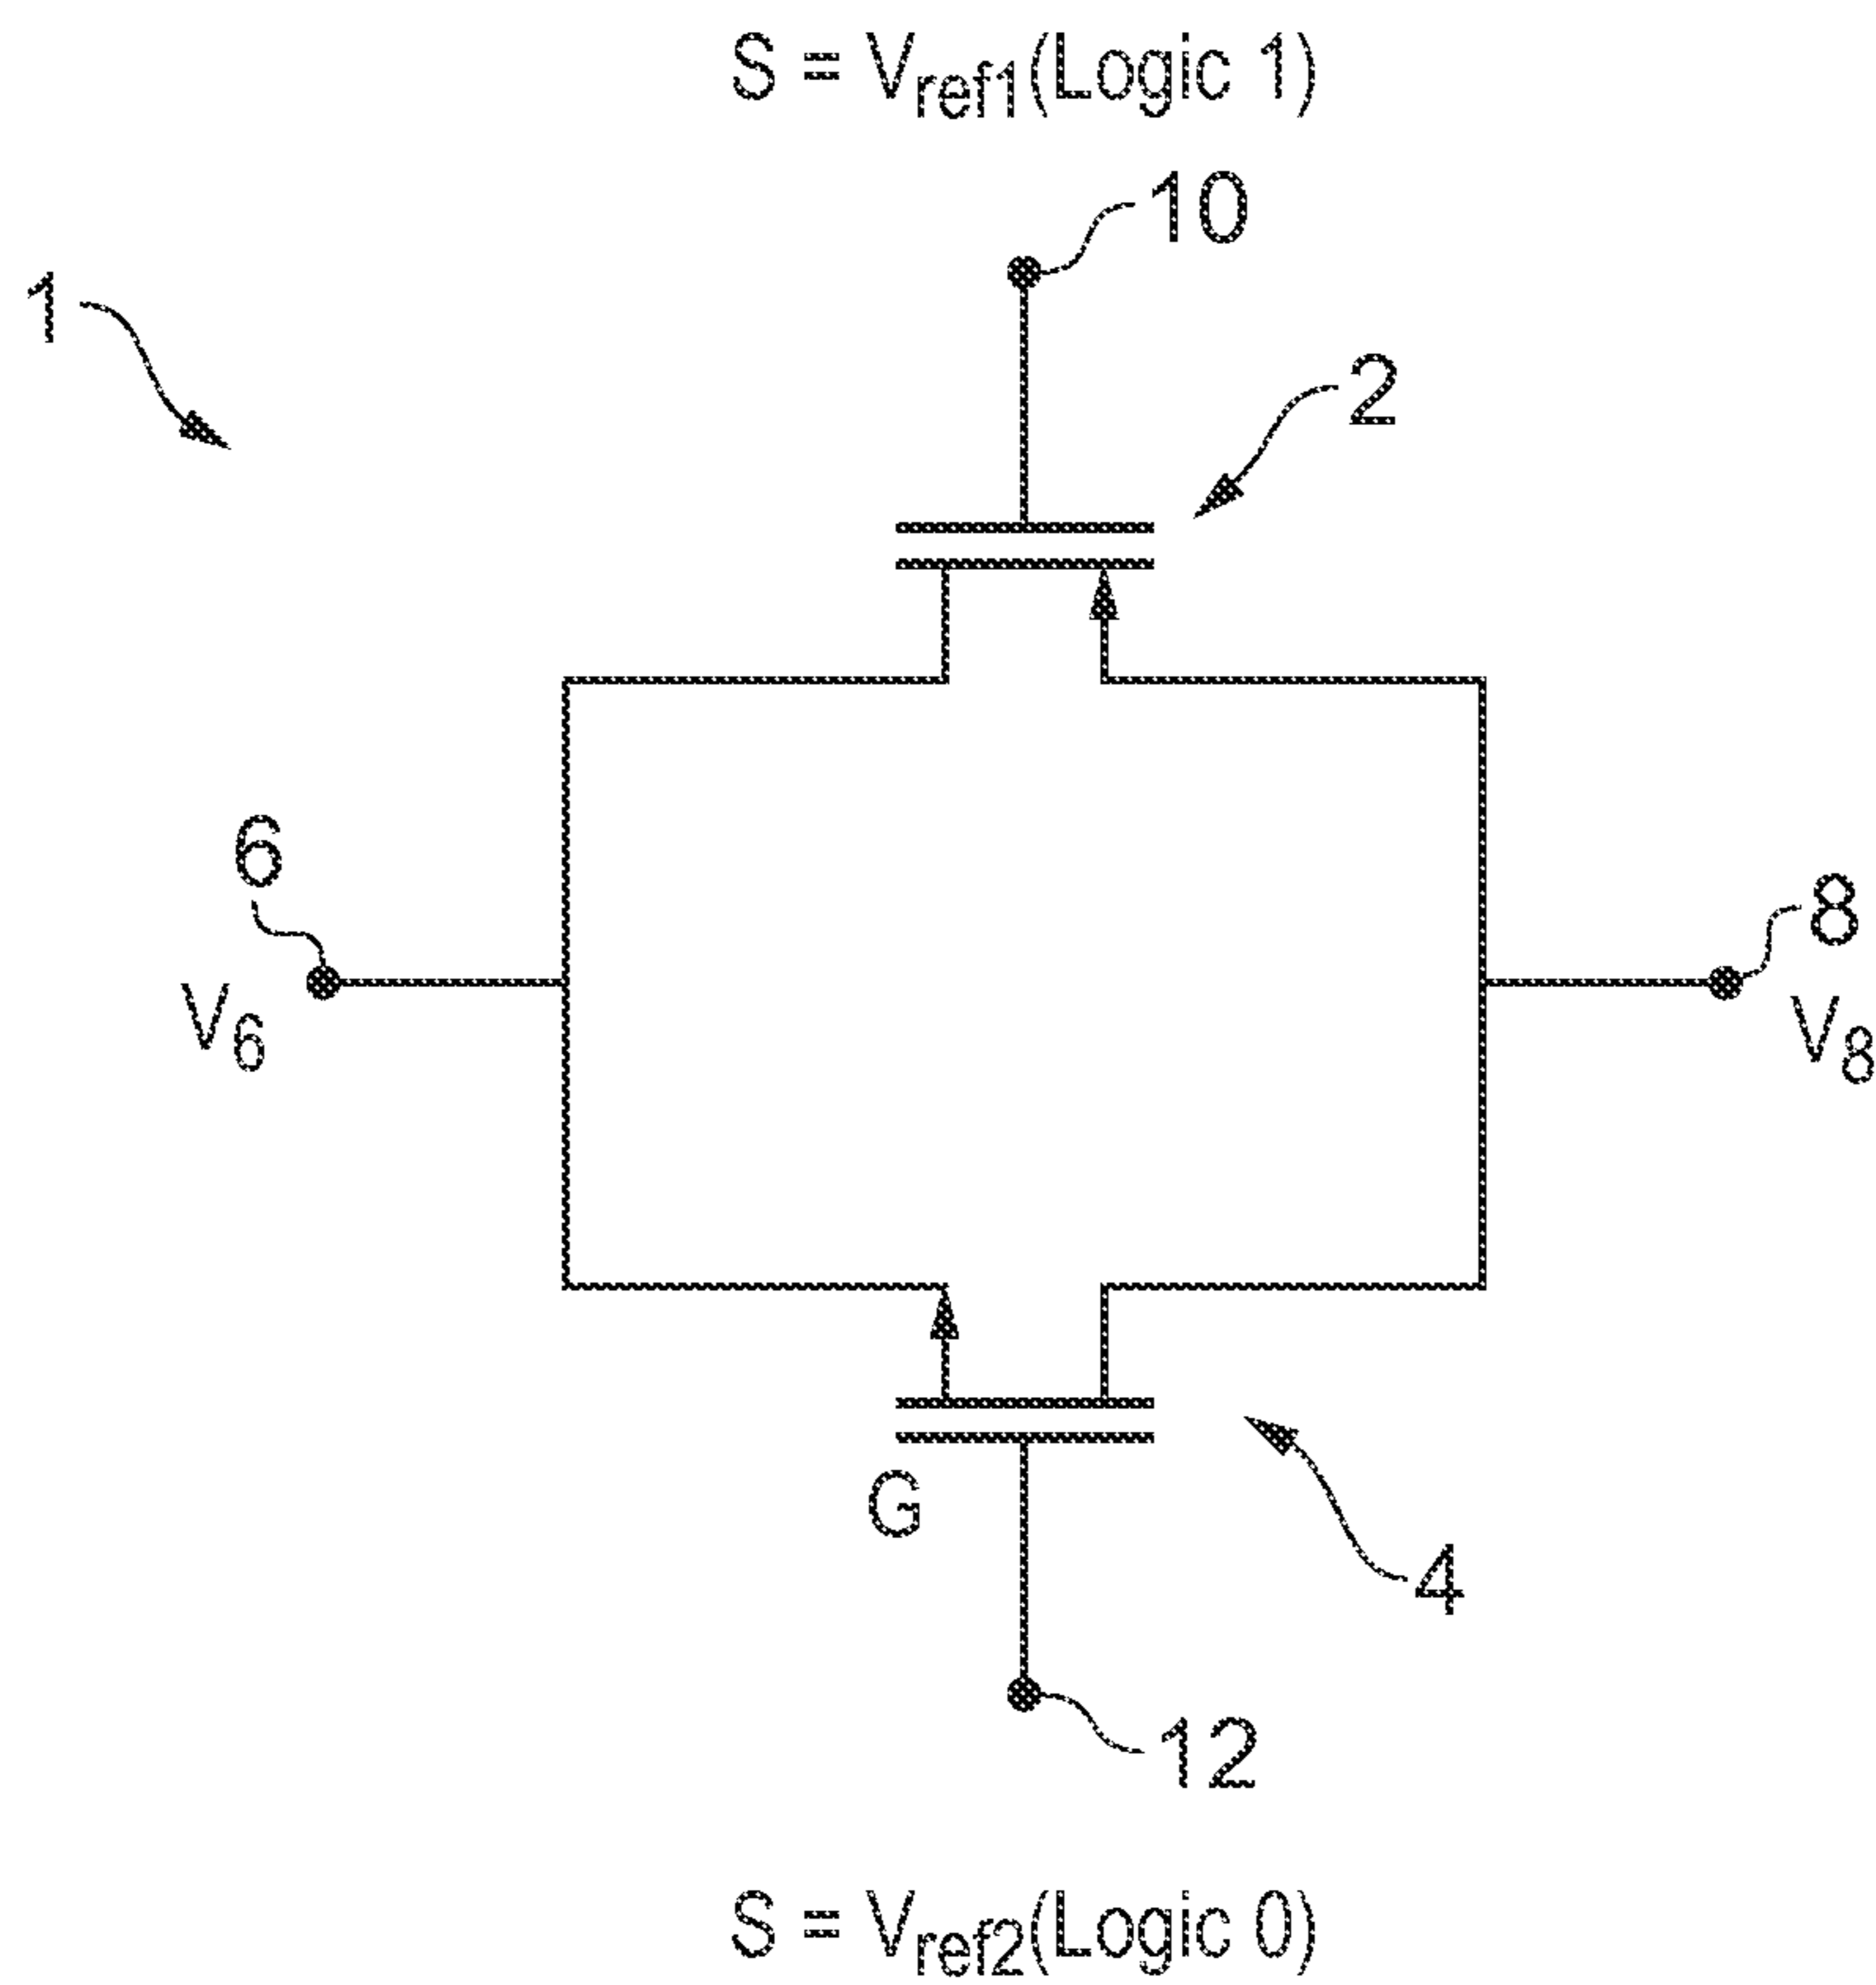 S = Vref1(Logic 1)
10
1
2
6
8
V6
V8
G
4
12
S = Vref2(Logic 0)